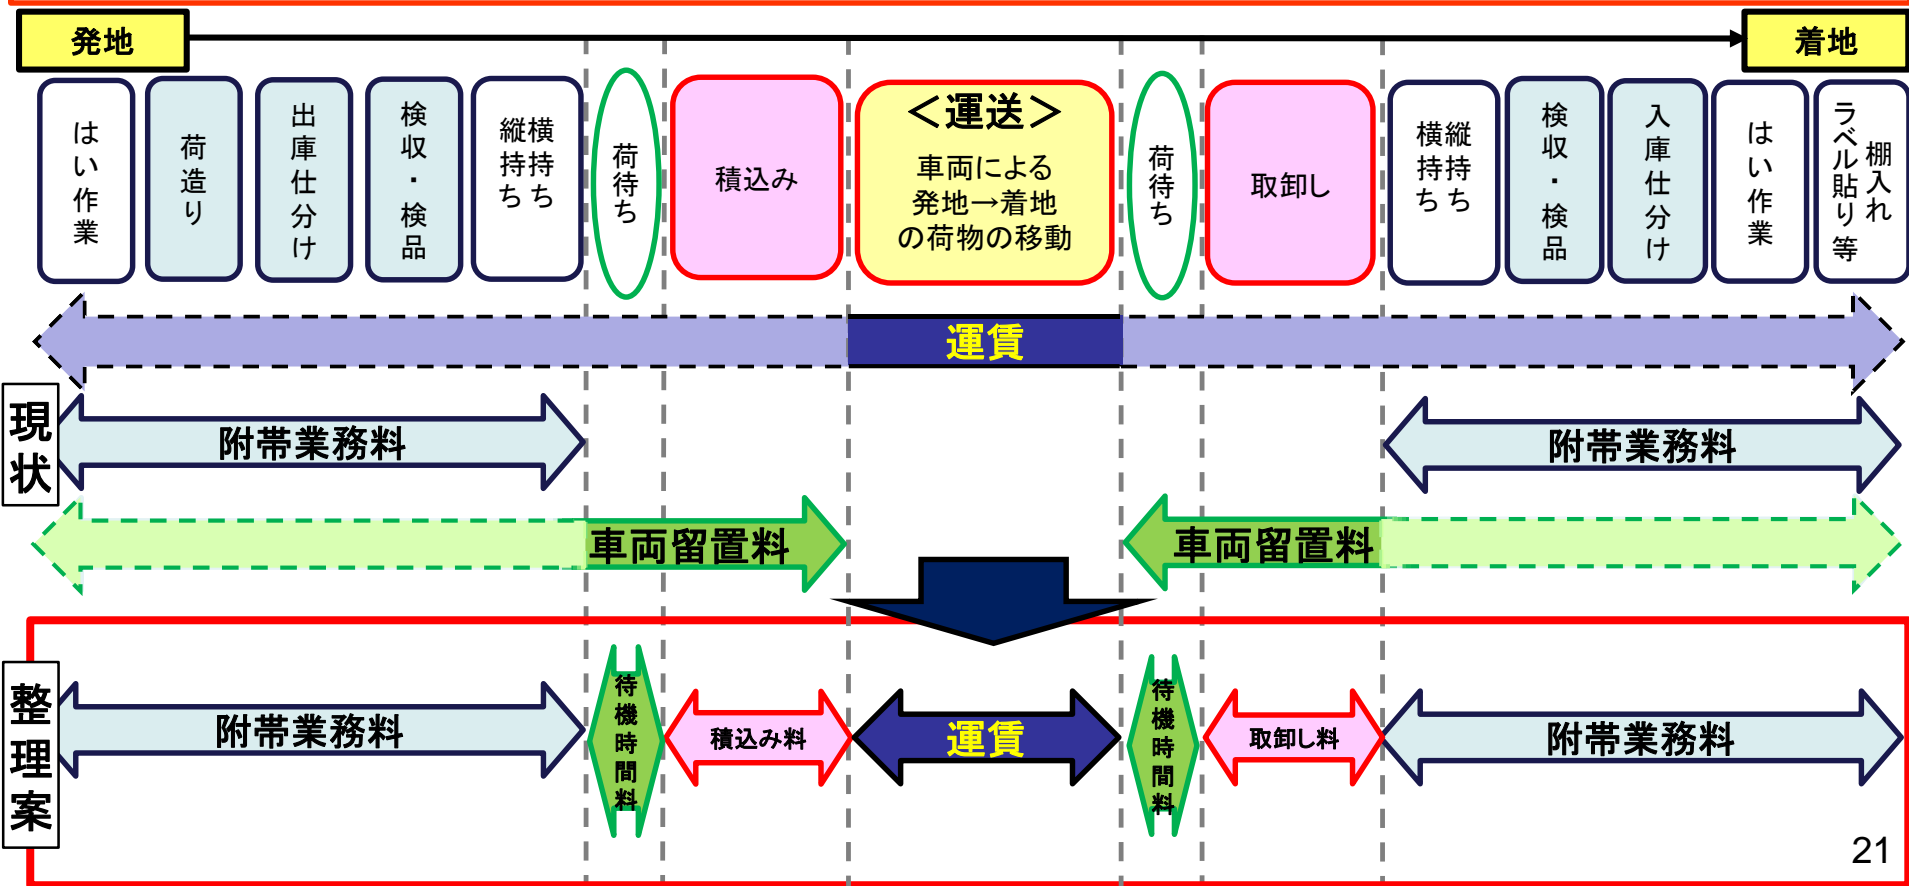 発地
着地
はい作業
荷造り
出庫仕分け
検収・検品
横持ち
縦持ち
荷待ち
積込み
＜運送＞
車両による
発地→着地
の荷物の移動
荷待ち
取卸し
縦持ち
横持ち
検収・検品
入庫仕分け
はい作業
棚入れ
ラベル貼り等
運賃
現状
附帯業務料
附帯業務料
車両留置料
車両留置料
整理案
附帯業務料
待機時間料
積込み料
運賃
待機時間料
取卸し料
附帯業務料
21